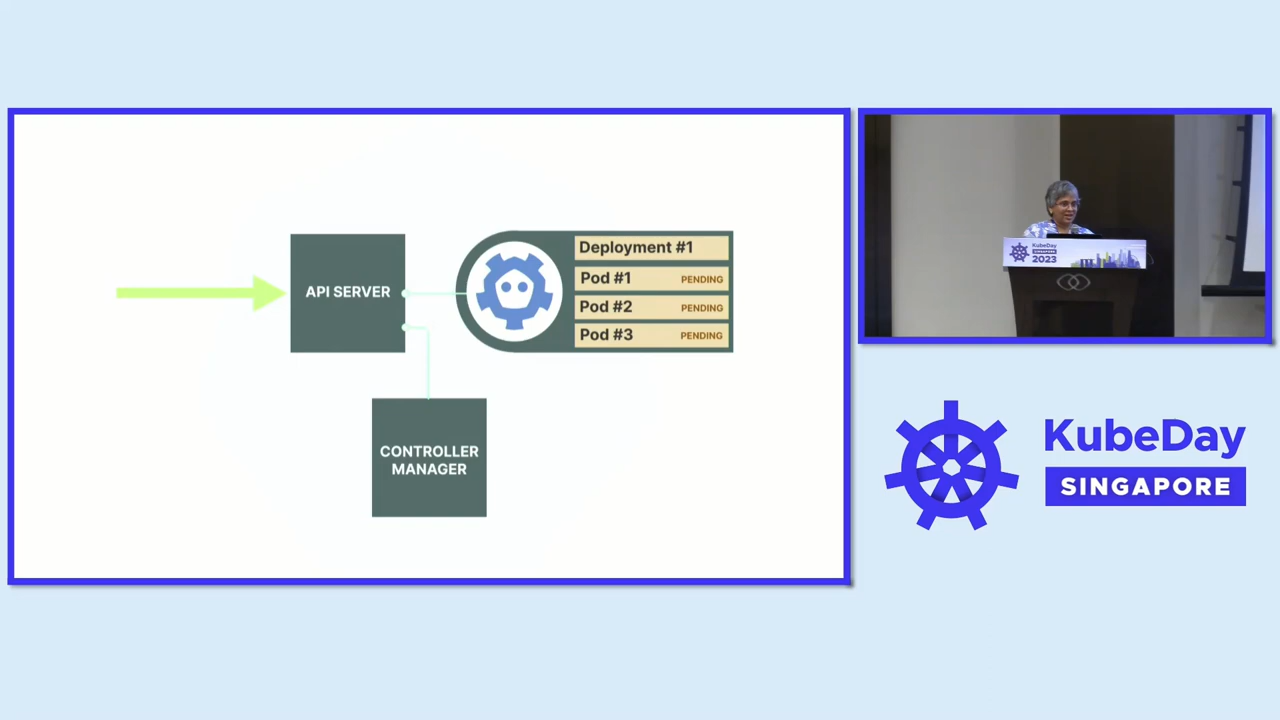 API SERVER
Deployment #1
Pod #1 PENDING
Pod #2 PENDING
Pod #3 PENDING
CONTROLLER
MANAGER
KubeDay
SINGAPORE
2023
KubeDay
SINGAPORE